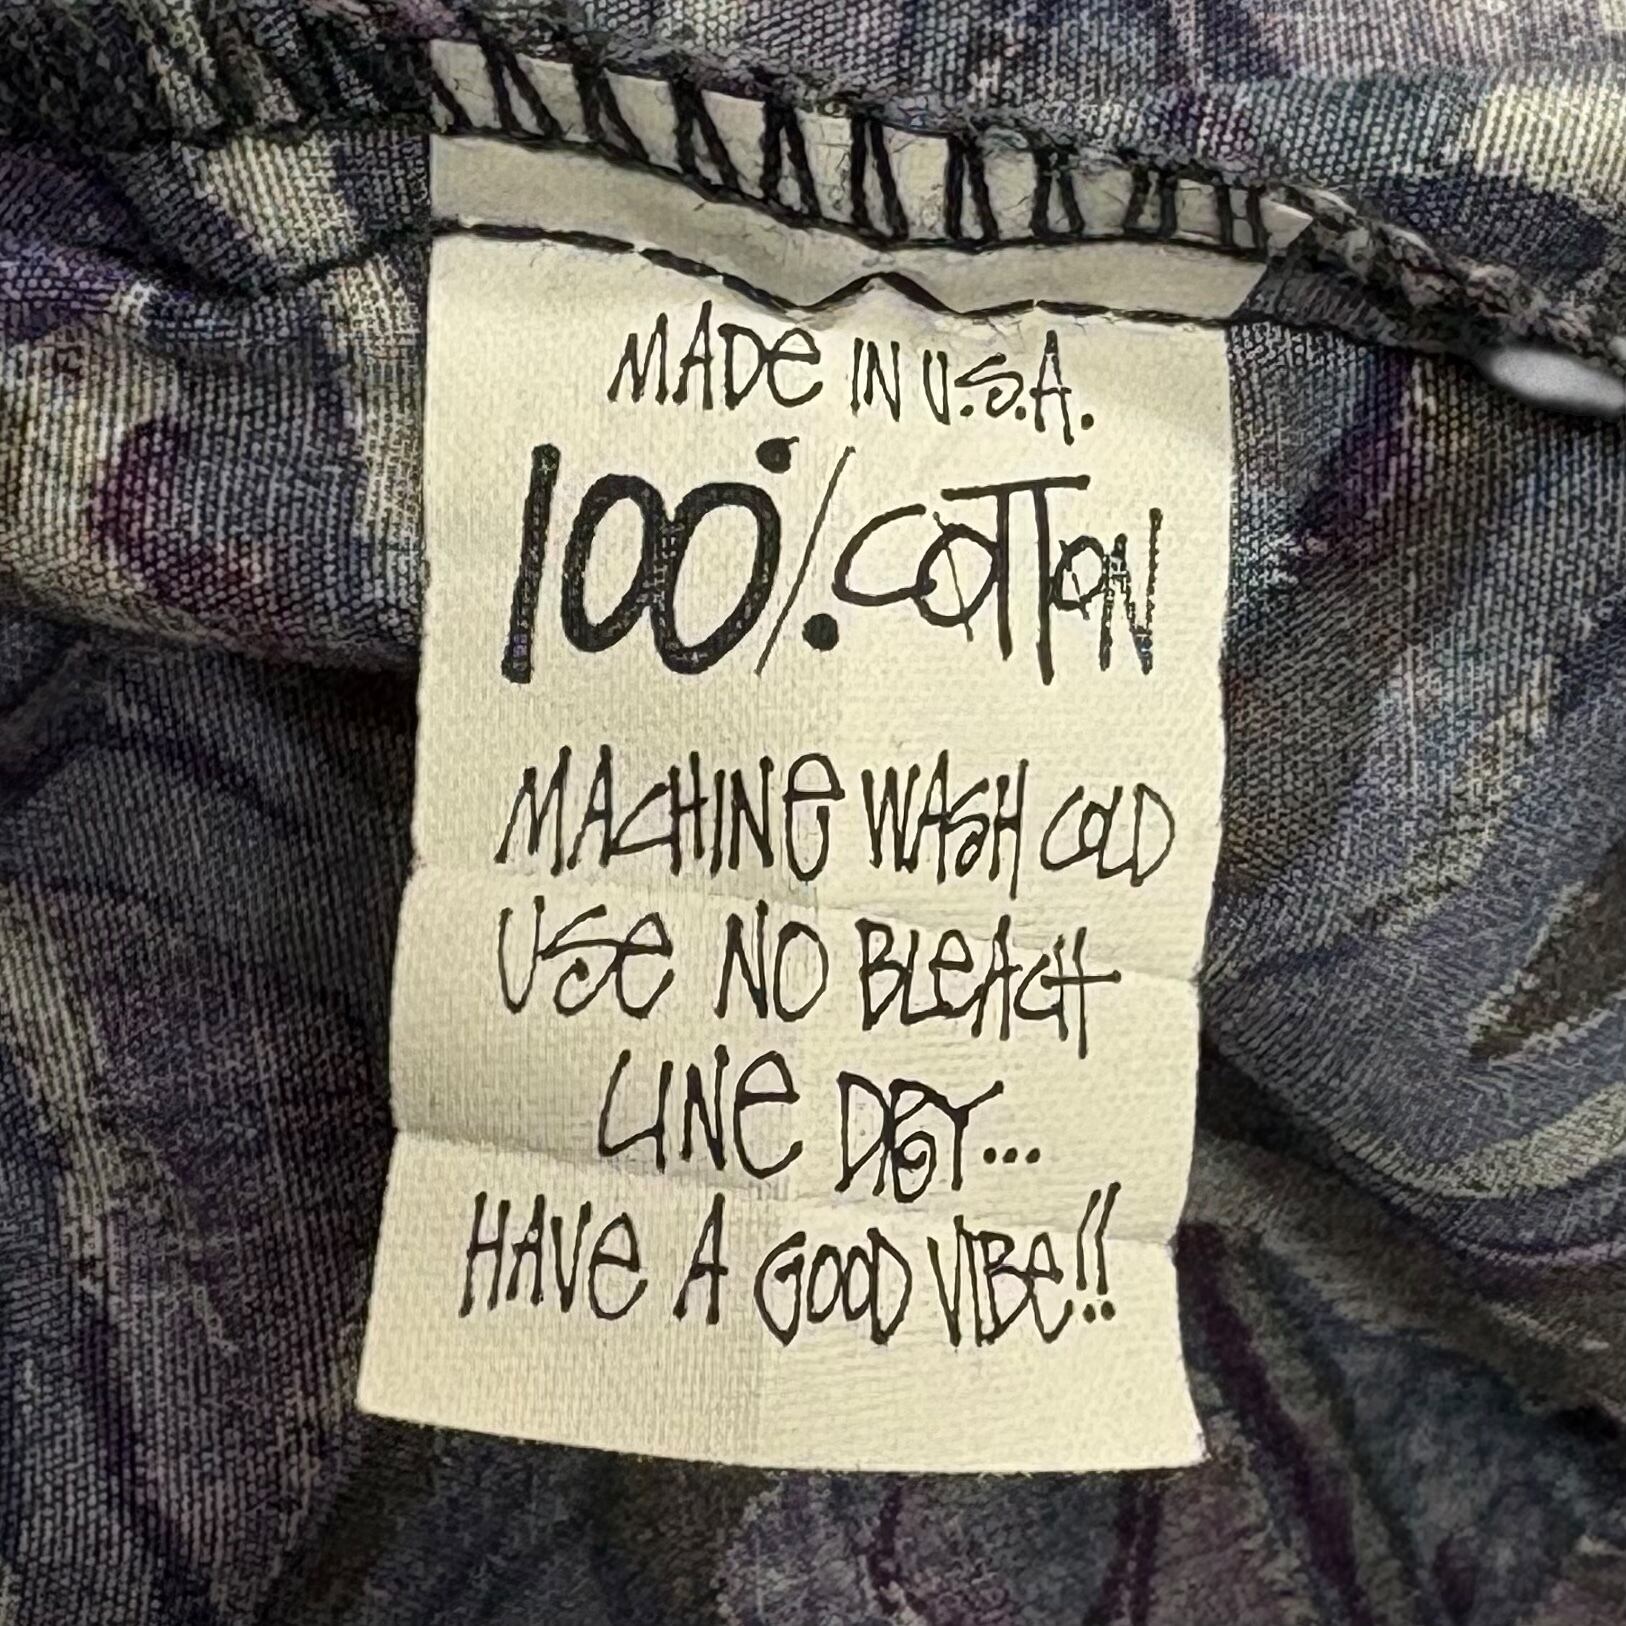 MADe IN U.S.A.
100% COTTON
MACHINe WASH COLD
USe NO BLeACH
LINe DRY...
HAVe A GOOD VIBe!!